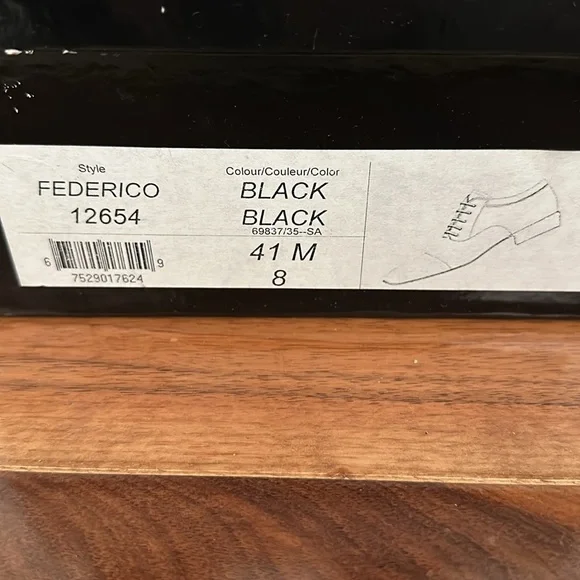 Style
FEDERICO
12654
6 9
7529017624
Colour/Couleur/Color
BLACK
BLACK
69837/35--SA
41 M
8